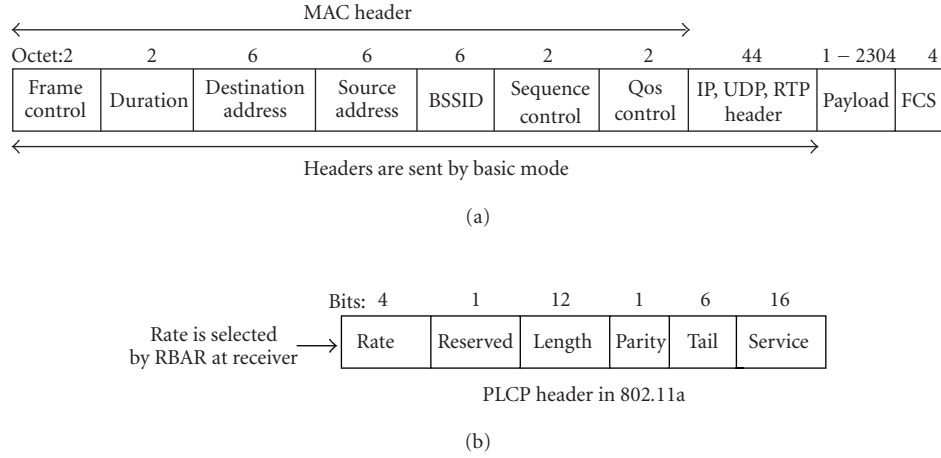 MAC header
Octet:2 2 6 6 6 2 2 44 1 − 2304 4
Frame control
Duration
Destination address
Source address
BSSID
Sequence control
Qos control
IP, UDP, RTP header
Payload
FCS
Headers are sent by basic mode
(a)
Bits: 4 1 12 1 6 16
Rate is selected
by RBAR at receiver
Rate Reserved Length Parity Tail Service
PLCP header in 802.11a
(b)